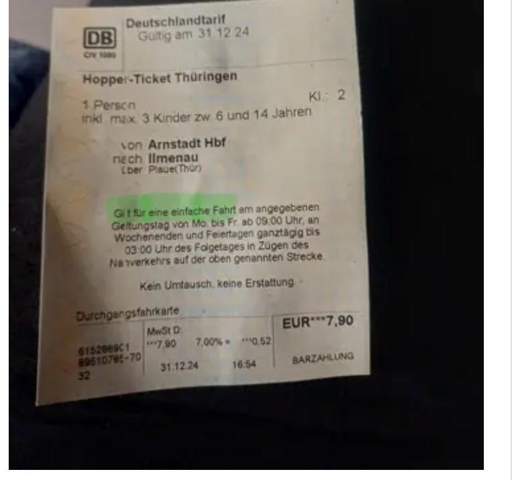 Deutschlandtarif
DB
Gültig am 31.12.24
CIV 1080
Hopper-Ticket Thüringen
Kl.: 2
1 Person
inkl. max. 3 Kinder zw. 6 und 14 Jahren
von Arnstadt Hbf
nach Ilmenau
über Plaue(Thür)
Gilt für eine einfache Fahrt am angegebenen
Geltungstag von Mo. bis Fr. ab 09:00 Uhr, an
Wochenenden und Feiertagen ganztägig bis
03:00 Uhr des Folgetages in Zügen des
Nahverkehrs auf der oben genannten Strecke.
Kein Umtausch, keine Erstattung.
Durchgangsfahrkarte
MwSt D:
EUR***7,90
***7,90 7,00% = ***0,52
31.12.24 16:54
BARZAHLUNG
32